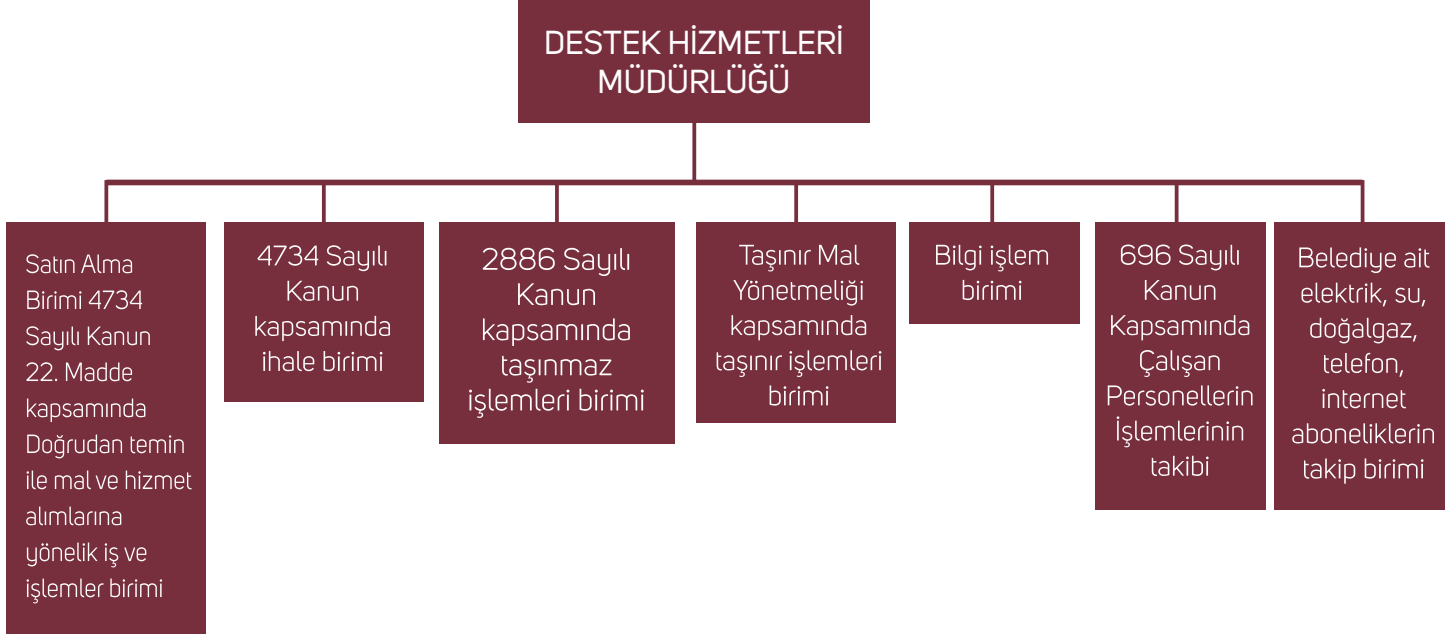 DESTEK HİZMETLERİ
MÜDÜRLÜĞÜ
Satın Alma
Birimi 4734
Sayılı Kanun
22. Madde
kapsamında
Doğrudan temin
ile mal ve hizmet
alımlarına
yönelik iş ve
işlemler birimi
4734 Sayılı
Kanun
kapsamında
ihale birimi
2886 Sayılı
Kanun
kapsamında
taşınmaz
işlemleri birimi
Taşınır Mal
Yönetmeliği
kapsamında
taşınır işlemleri
birimi
Bilgi işlem
birimi
696 Sayılı
Kanun
Kapsamında
Çalışan
Personellerin
İşlemlerinin
takibi
Belediye ait
elektrik, su,
doğalgaz,
telefon,
internet
aboneliklerin
takip birimi